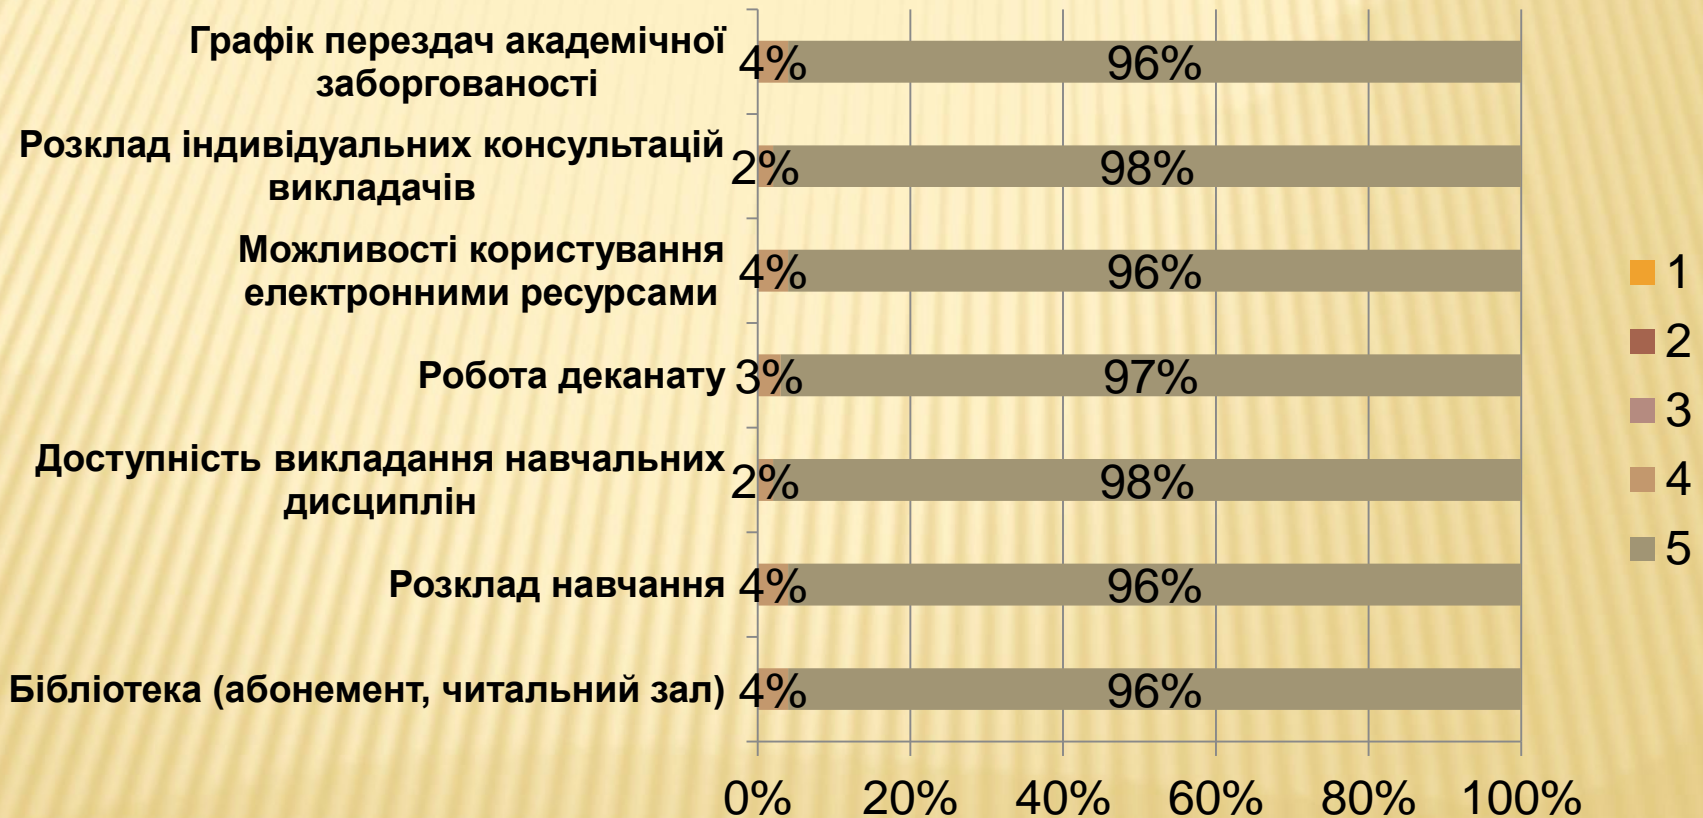 Графік перездач академічної
заборгованості
4%
96%
Розклад індивідуальних консультацій
викладачів
2%
98%
Можливості користування
електронними ресурсами
4%
96%
Робота деканату
3%
97%
Доступність викладання навчальних
дисциплін
2%
98%
Розклад навчання
4%
96%
Бібліотека (абонемент, читальний зал)
4%
96%
0% 20% 40% 60% 80% 100%
1
2
3
4
5